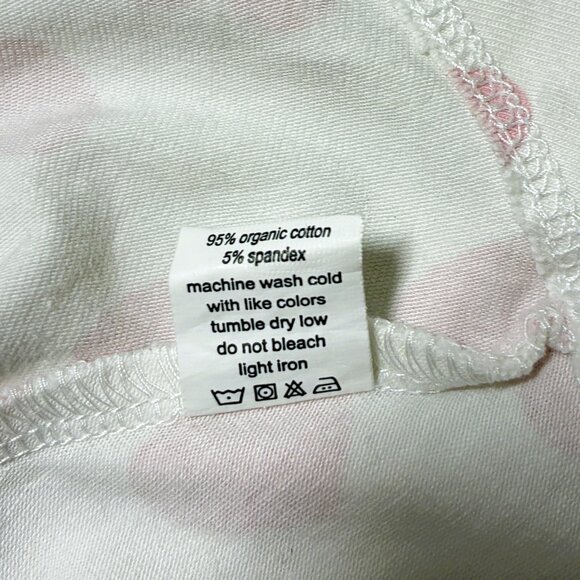 95% organic cotton
5% spandex
machine wash cold
with like colors
tumble dry low
do not bleach
light iron